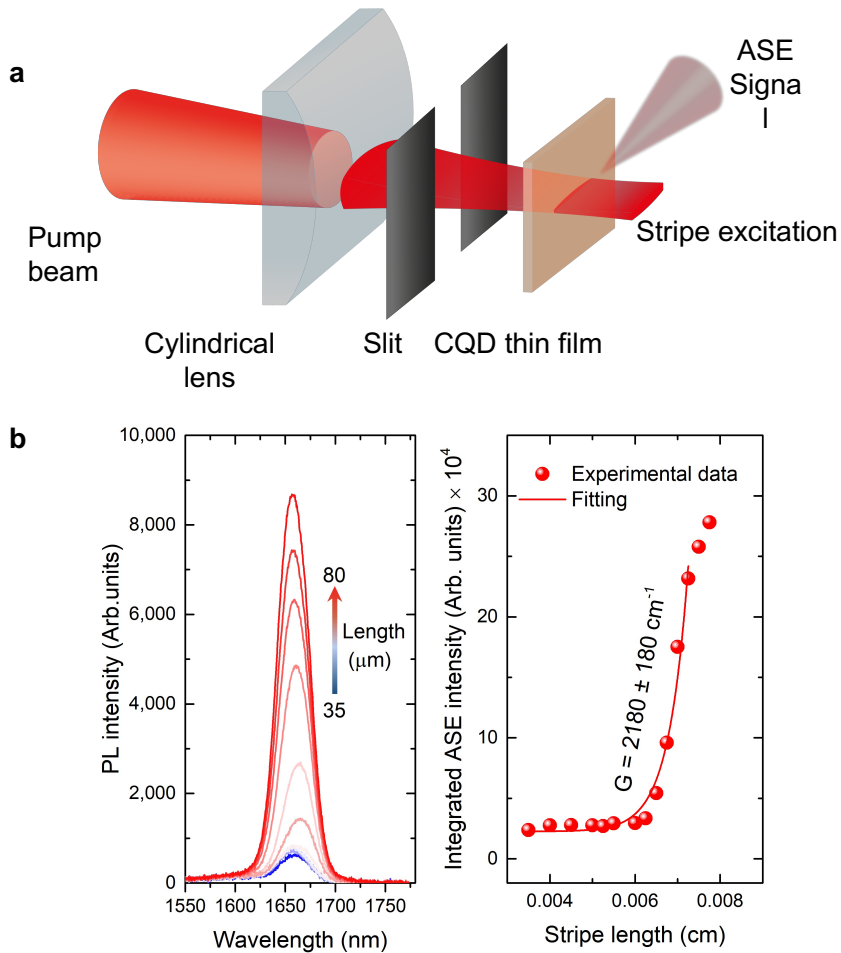 a
ASE
Signa
l
Pump
beam
Stripe excitation
Cylindrical
lens
Slit
CQD thin film
b
10,000
8,000
6,000
4,000
2,000
0
PL intensity (Arb.units)
80
Length
(μm)
35
1550 1600 1650 1700 1750
Wavelength (nm)
Integrated ASE intensity (Arb. units) × 10⁴
30
20
10
0
Experimental data
Fitting
G = 2180 ± 180 cm⁻¹
0.004 0.006 0.008
Stripe length (cm)